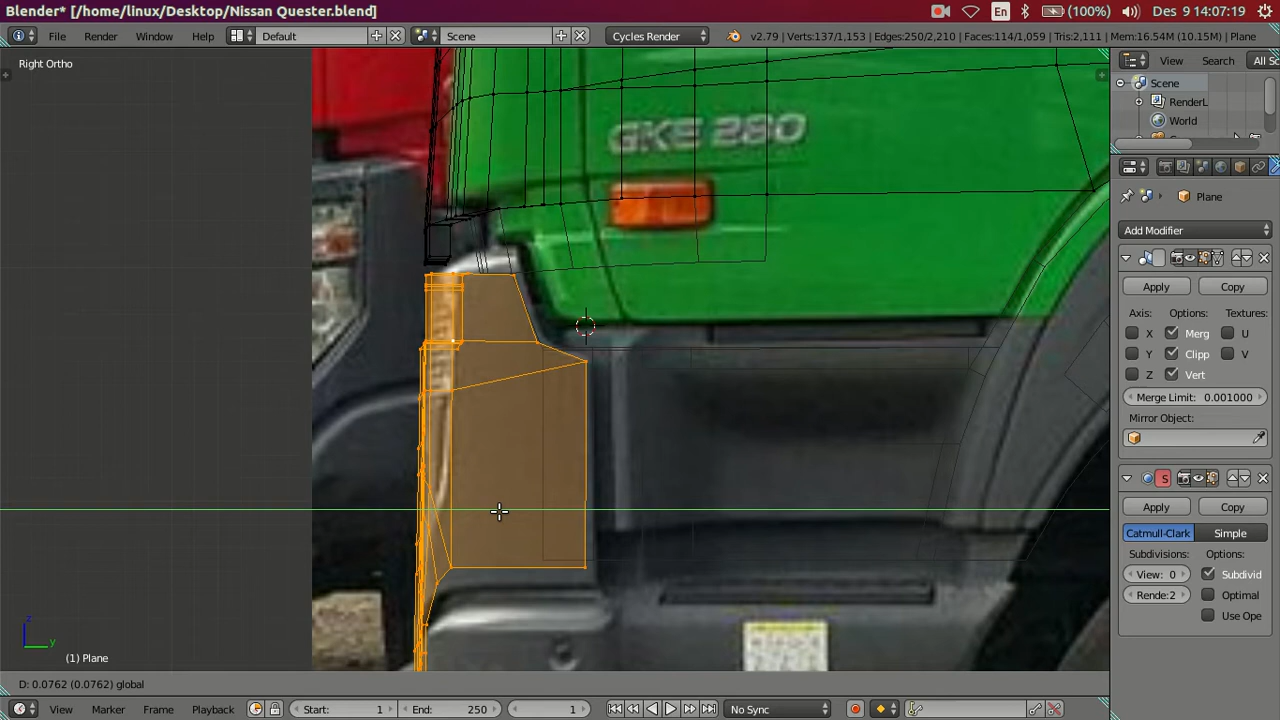 Blender* [/home/linux/Desktop/Nissan Quester.blend]
En (100%) Des 9 14:07:19
File Render Window Help Default Scene Cycles Render v2.79 | Verts:137/1,153 | Edges:250/2,210 | Faces:114/1,059 | Tris:2,111 | Mem:16.54M (10.15M) | Plane
Right Ortho
View Search All Sc
Scene
RenderL
World
GKE 280
Plane
Add Modifier
Apply Copy
Axis: Options: Textures:
X Merg U
Y Clipp V
Z Vert
Merge Limit: 0.001000
Mirror Object:
S
Apply Copy
Catmull-Clark Simple
Subdivisions: Options:
View: 0 Subdivid
Rende:2 Optimal
Use Ope
z
y
(1) Plane
D: 0.0762 (0.0762) global
View Marker Frame Playback Start: 1 End: 250 1 No Sync